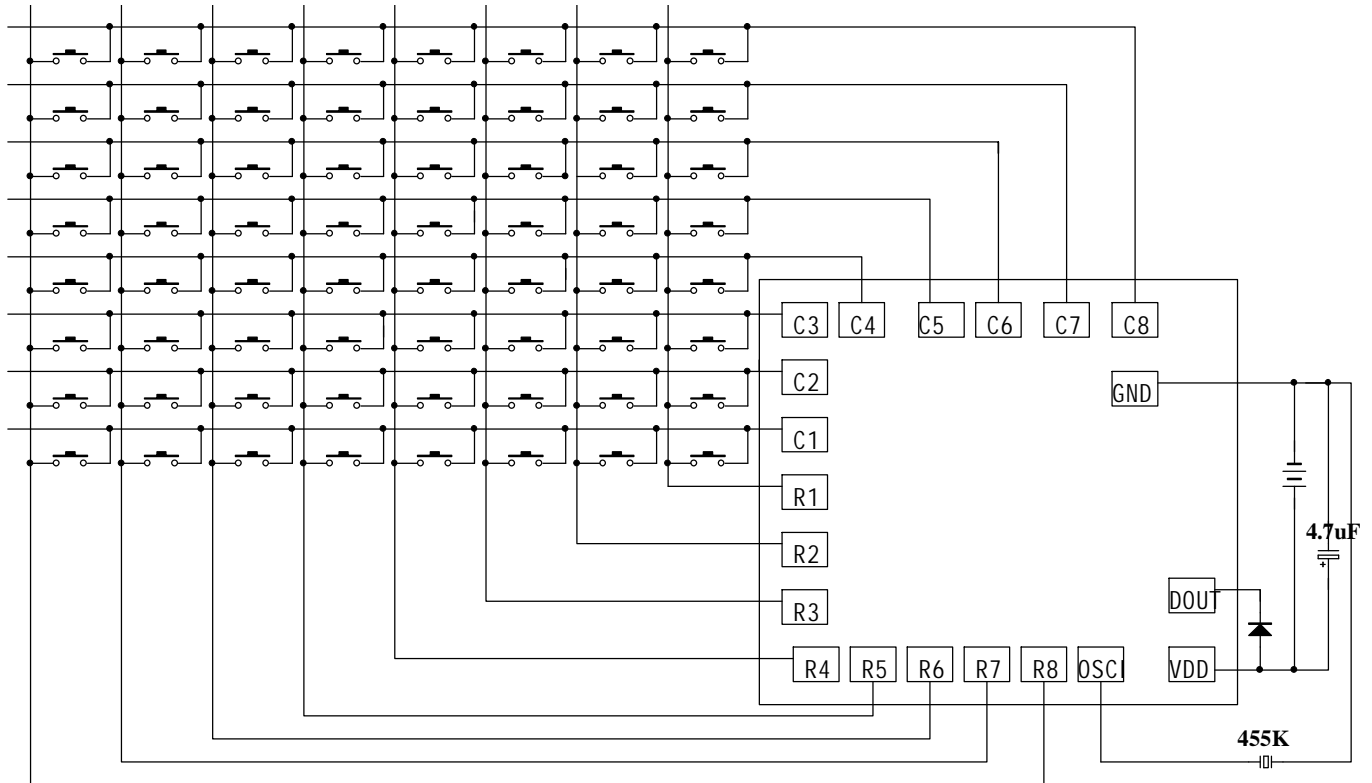 C3 C4 C5 C6 C7 C8
C2
GND
C1
R1
4.7uF
R2
+
DOUT
R3
R4 R5 R6 R7 R8 OSCI VDD
455K